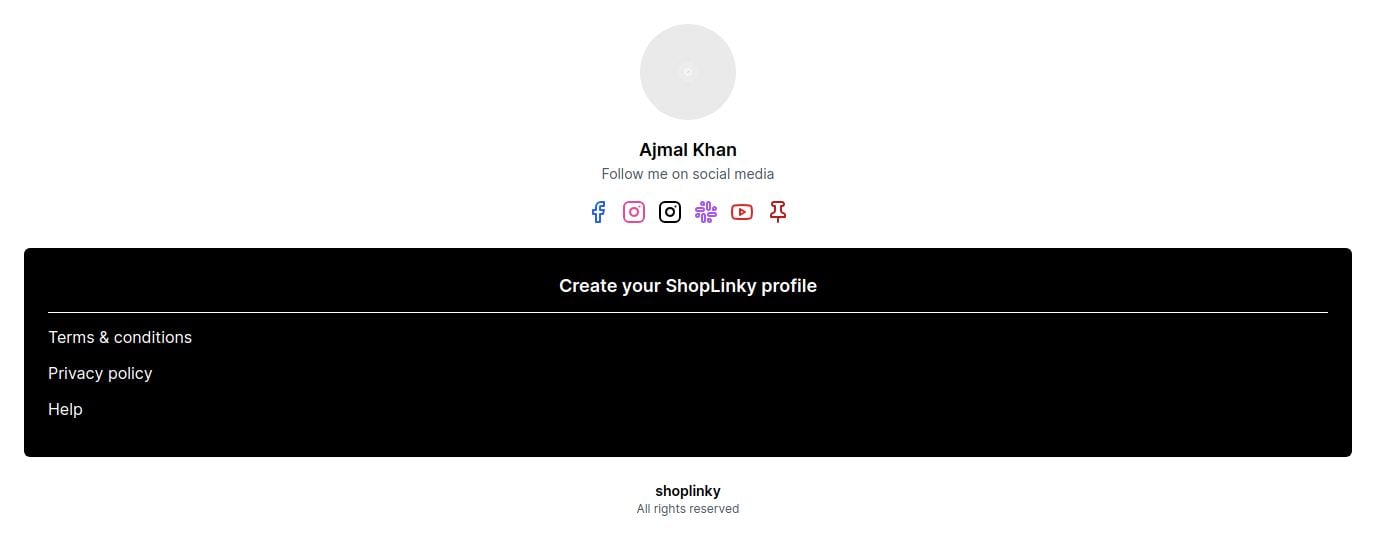 Ajmal Khan
Follow me on social media
Create your ShopLinky profile
Terms & conditions
Privacy policy
Help
shoplinky
All rights reserved